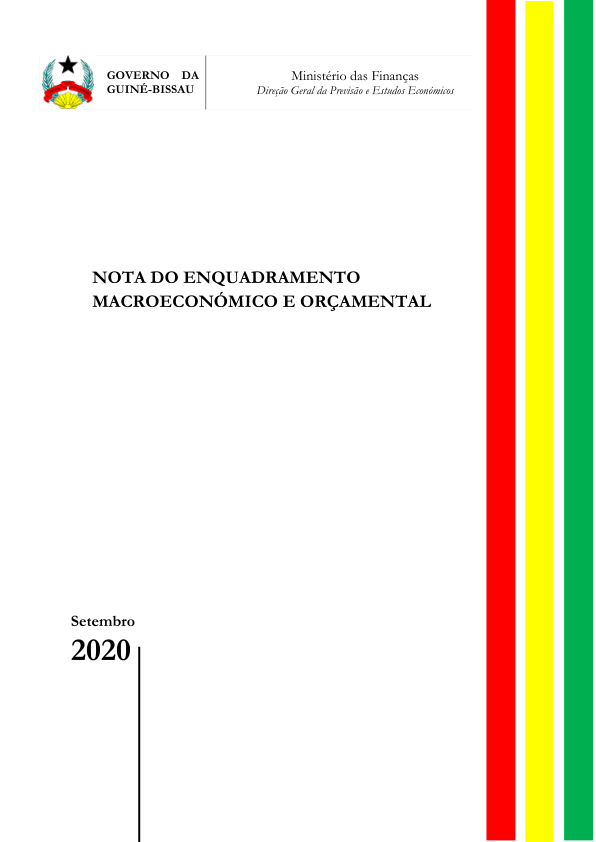 GOVERNO DA
GUINÉ-BISSAU
Ministério das Finanças
Direção Geral da Previsão e Estudos Económicos
NOTA DO ENQUADRAMENTO
MACROECONÓMICO E ORÇAMENTAL
Setembro
2020